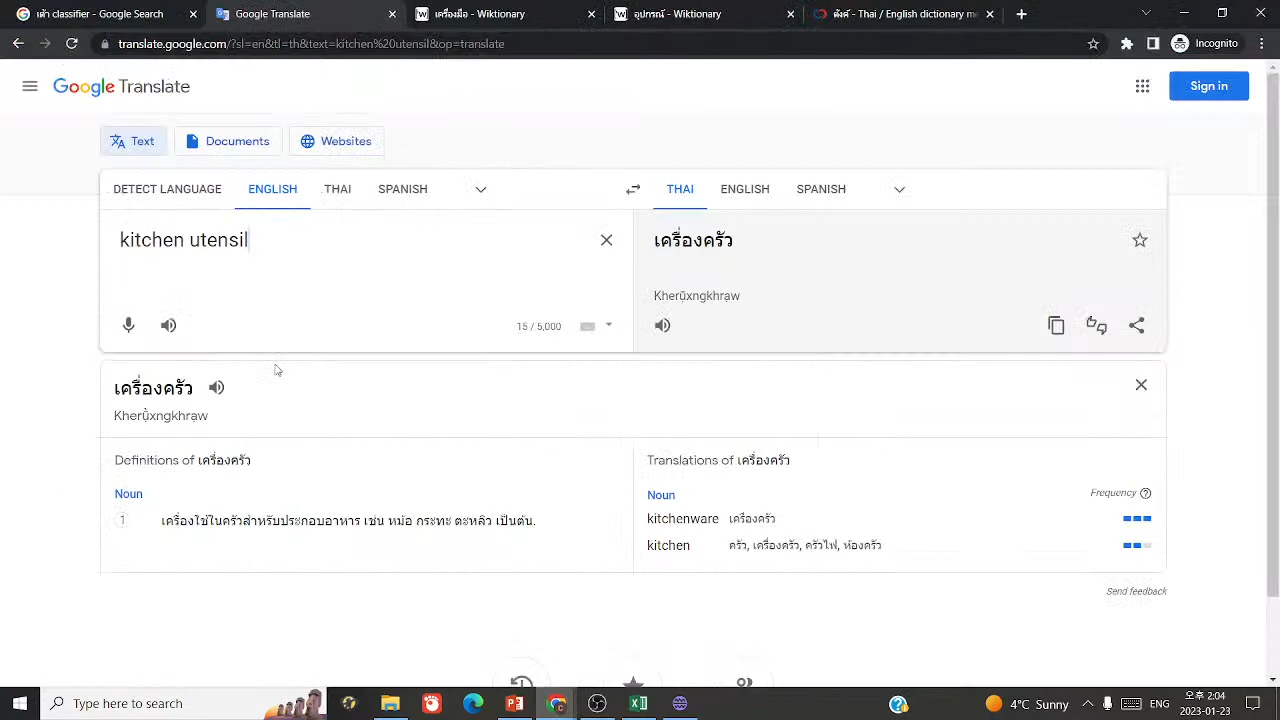 ผ้า classifier - Google Search
Google Translate
เครื่องมือ - Wiktionary
อุปกรณ์ - Wiktionary
translate.google.com/?sl=en&tl=th&text=kitchen%20utensil&op=translate
Incognito
Google Translate
Sign in
Text
Documents
Websites
DETECT LANGUAGE
ENGLISH
THAI
SPANISH
THAI
ENGLISH
SPANISH
kitchen utensil
เครื่องครัว
Kherụ̄̀xngkhrạw
15 / 5,000
เครื่องครัว
Kherụ̄̀xngkhrạw
Definitions of เครื่องครัว
Translations of เครื่องครัว
Noun
Noun
Frequency
1 เครื่องใช้ในครัวสำหรับประกอบอาหาร เช่น หม้อ กระทะ ตะหลิว เป็นต้น.
kitchenware เครื่องครัว
kitchen ครัว, เครื่องครัว, ครัวไฟ, ห้องครัว
Send feedback
Type here to search
4°C Sunny
ENG
오후 2:04
2023-01-23